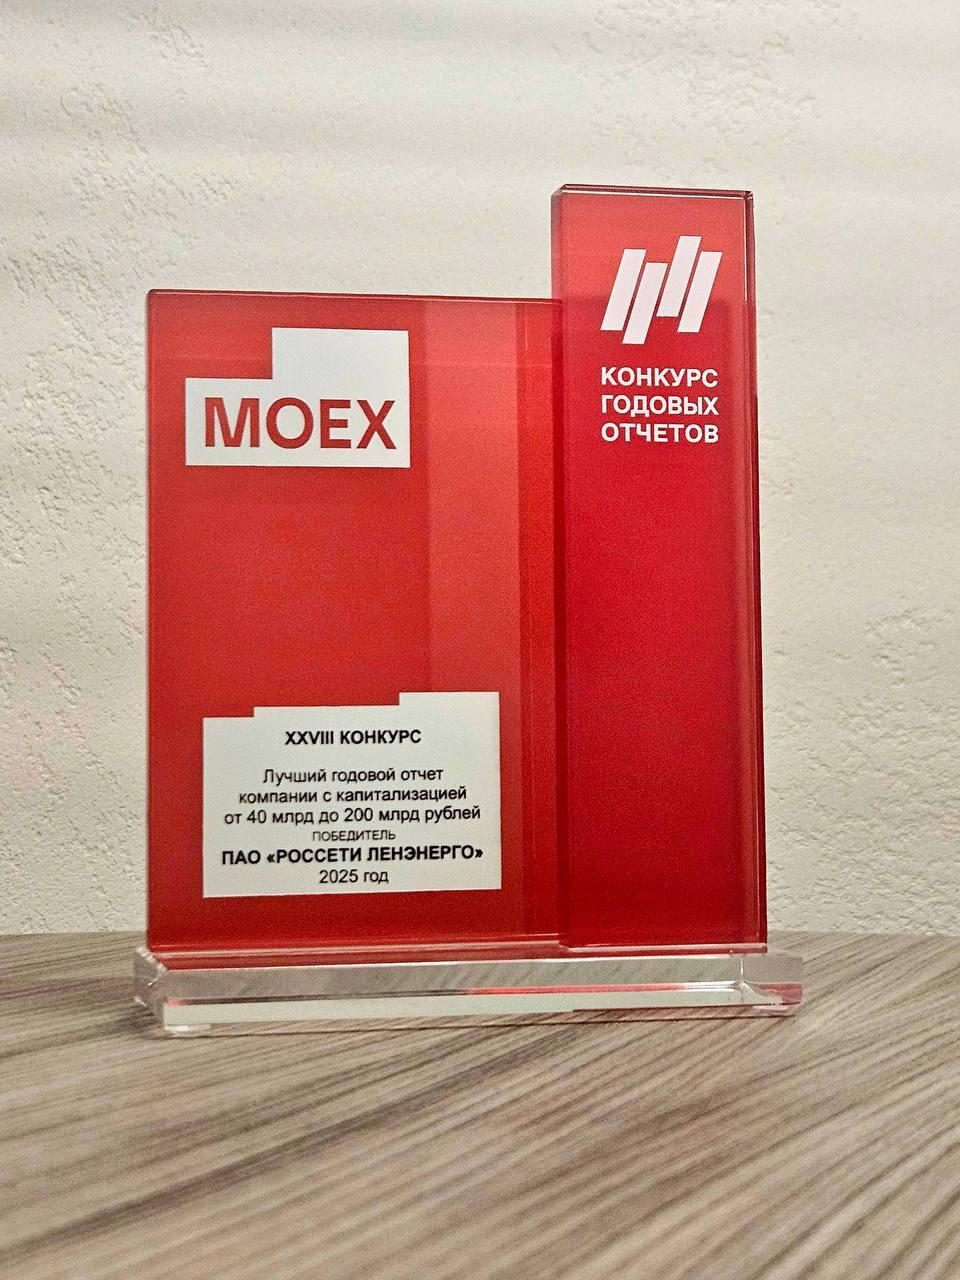 MOEX
КОНКУРС
ГОДОВЫХ
ОТЧЕТОВ
XXVIII КОНКУРС
Лучший годовой отчет
компании с капитализацией
от 40 млрд до 200 млрд рублей
ПОБЕДИТЕЛЬ
ПАО «РОССЕТИ ЛЕНЭНЕРГО»
2025 год